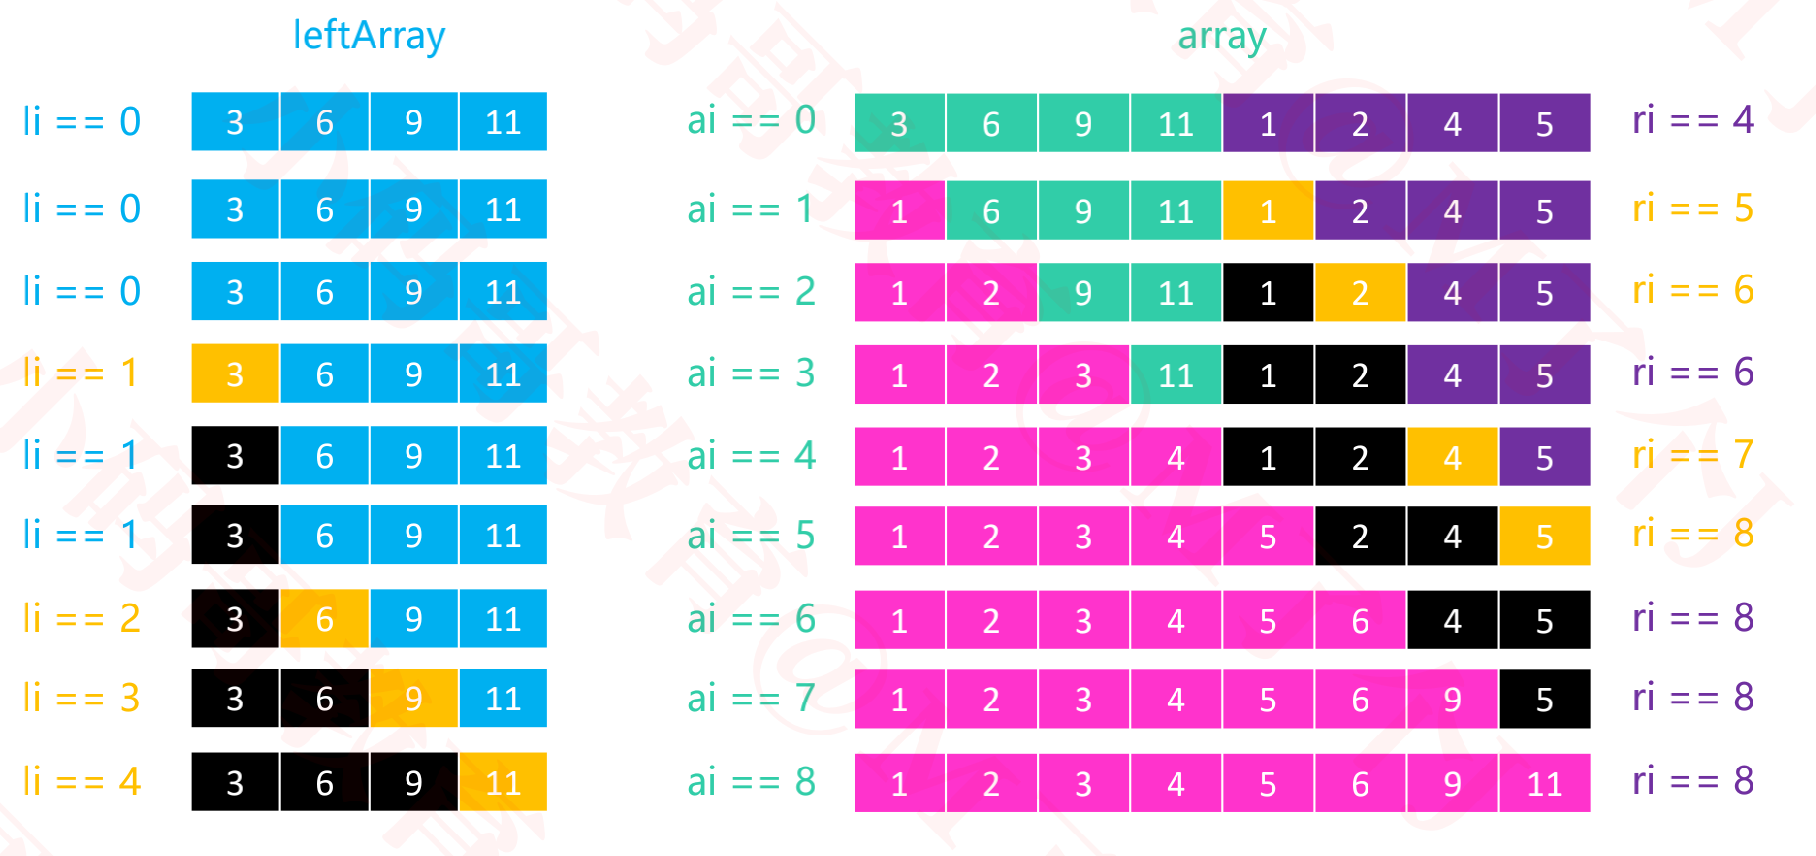 leftArray array
li == 0 3 6 9 11 ai == 0 3 6 9 11 1 2 4 5 ri == 4
li == 0 3 6 9 11 ai == 1 1 6 9 11 1 2 4 5 ri == 5
li == 0 3 6 9 11 ai == 2 1 2 9 11 1 2 4 5 ri == 6
li == 1 3 6 9 11 ai == 3 1 2 3 11 1 2 4 5 ri == 6
li == 1 3 6 9 11 ai == 4 1 2 3 4 1 2 4 5 ri == 7
li == 1 3 6 9 11 ai == 5 1 2 3 4 5 2 4 5 ri == 8
li == 2 3 6 9 11 ai == 6 1 2 3 4 5 6 4 5 ri == 8
li == 3 3 6 9 11 ai == 7 1 2 3 4 5 6 9 5 ri == 8
li == 4 3 6 9 11 ai == 8 1 2 3 4 5 6 9 11 ri == 8
小码哥教育@M